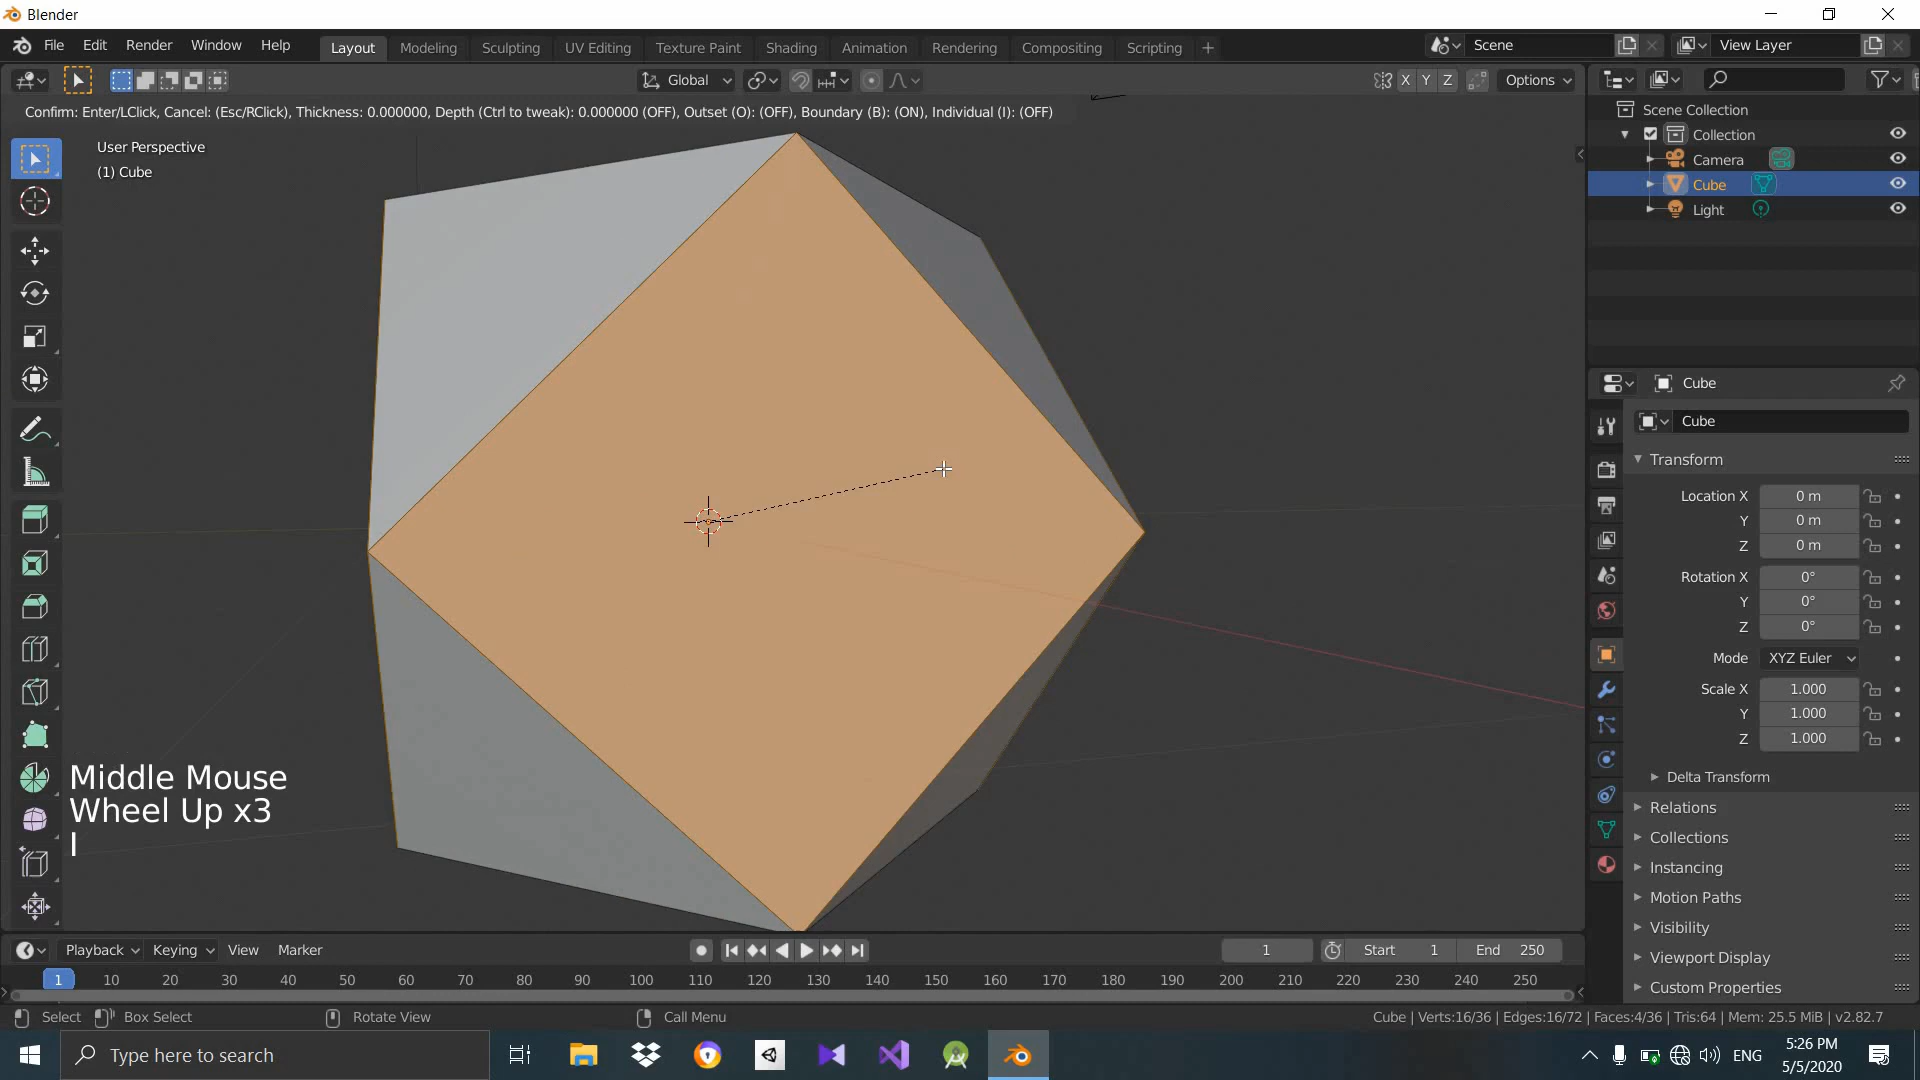 Blender
File Edit Render Window Help Layout Modeling Sculpting UV Editing Texture Paint Shading Animation Rendering Compositing Scripting + Scene View Layer
Global X Y Z Options
Confirm: Enter/LClick, Cancel: (Esc/RClick), Thickness: 0.000000, Depth (Ctrl to tweak): 0.000000 (OFF), Outset (O): (OFF), Boundary (B): (ON), Individual (I): (OFF)
User Perspective
(1) Cube
Scene Collection
Collection
Camera
Cube
Light
Cube
Cube
Transform
Location X 0 m
Y 0 m
Z 0 m
Rotation X 0°
Y 0°
Z 0°
Mode XYZ Euler
Scale X 1.000
Y 1.000
Z 1.000
Delta Transform
Relations
Collections
Instancing
Motion Paths
Visibility
Viewport Display
Custom Properties
Middle Mouse
Wheel Up x3
I
Playback Keying View Marker 1 Start 1 End 250
1 10 20 30 40 50 60 70 80 90 100 110 120 130 140 150 160 170 180 190 200 210 220 230 240 250
Select Box Select Rotate View Call Menu Cube | Verts:16/36 | Edges:16/72 | Faces:4/36 | Tris:64 | Mem: 25.5 MiB | v2.82.7
Type here to search ENG 5:26 PM
5/5/2020